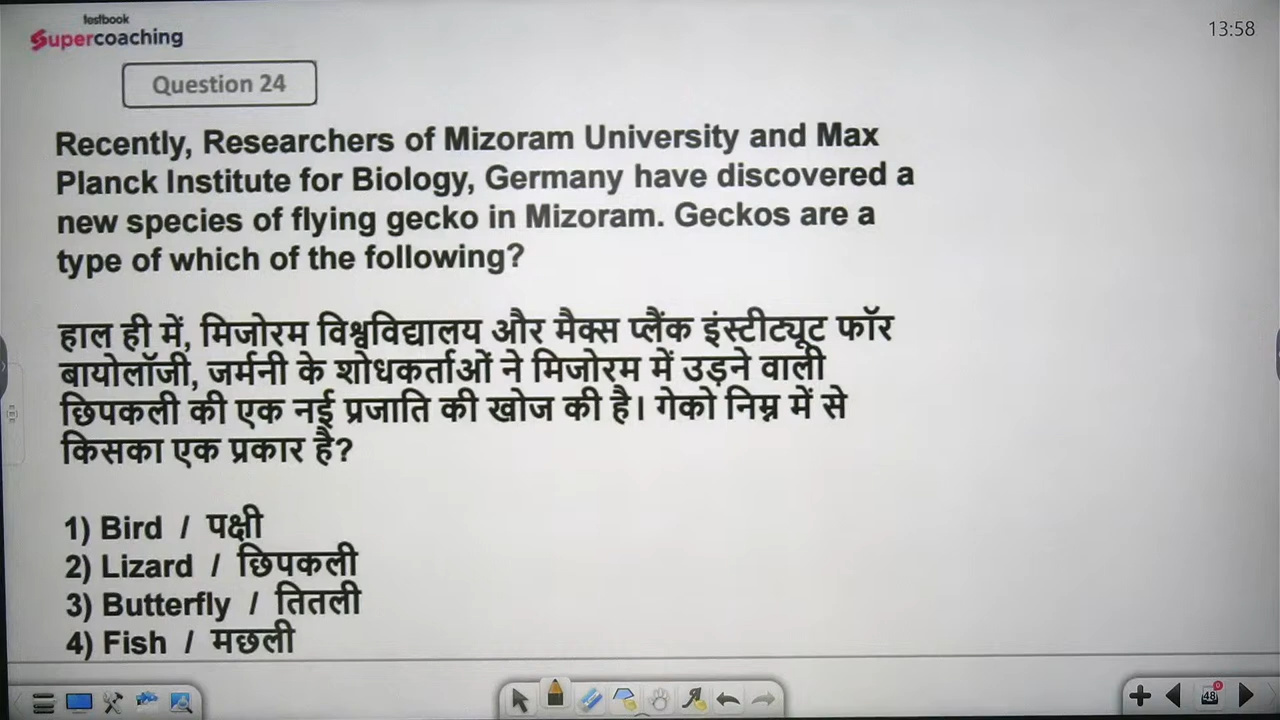 testbook
Supercoaching
13:58
Question 24
Recently, Researchers of Mizoram University and Max
Planck Institute for Biology, Germany have discovered a
new species of flying gecko in Mizoram. Geckos are a
type of which of the following?
हाल ही में, मिजोरम विश्वविद्यालय और मैक्स प्लैंक इंस्टीट्यूट फॉर
बायोलॉजी, जर्मनी के शोधकर्ताओं ने मिजोरम में उड़ने वाली
छिपकली की एक नई प्रजाति की खोज की है। गेको निम्न में से
किसका एक प्रकार है?
1) Bird / पक्षी
2) Lizard / छिपकली
3) Butterfly / तितली
4) Fish / मछली
48